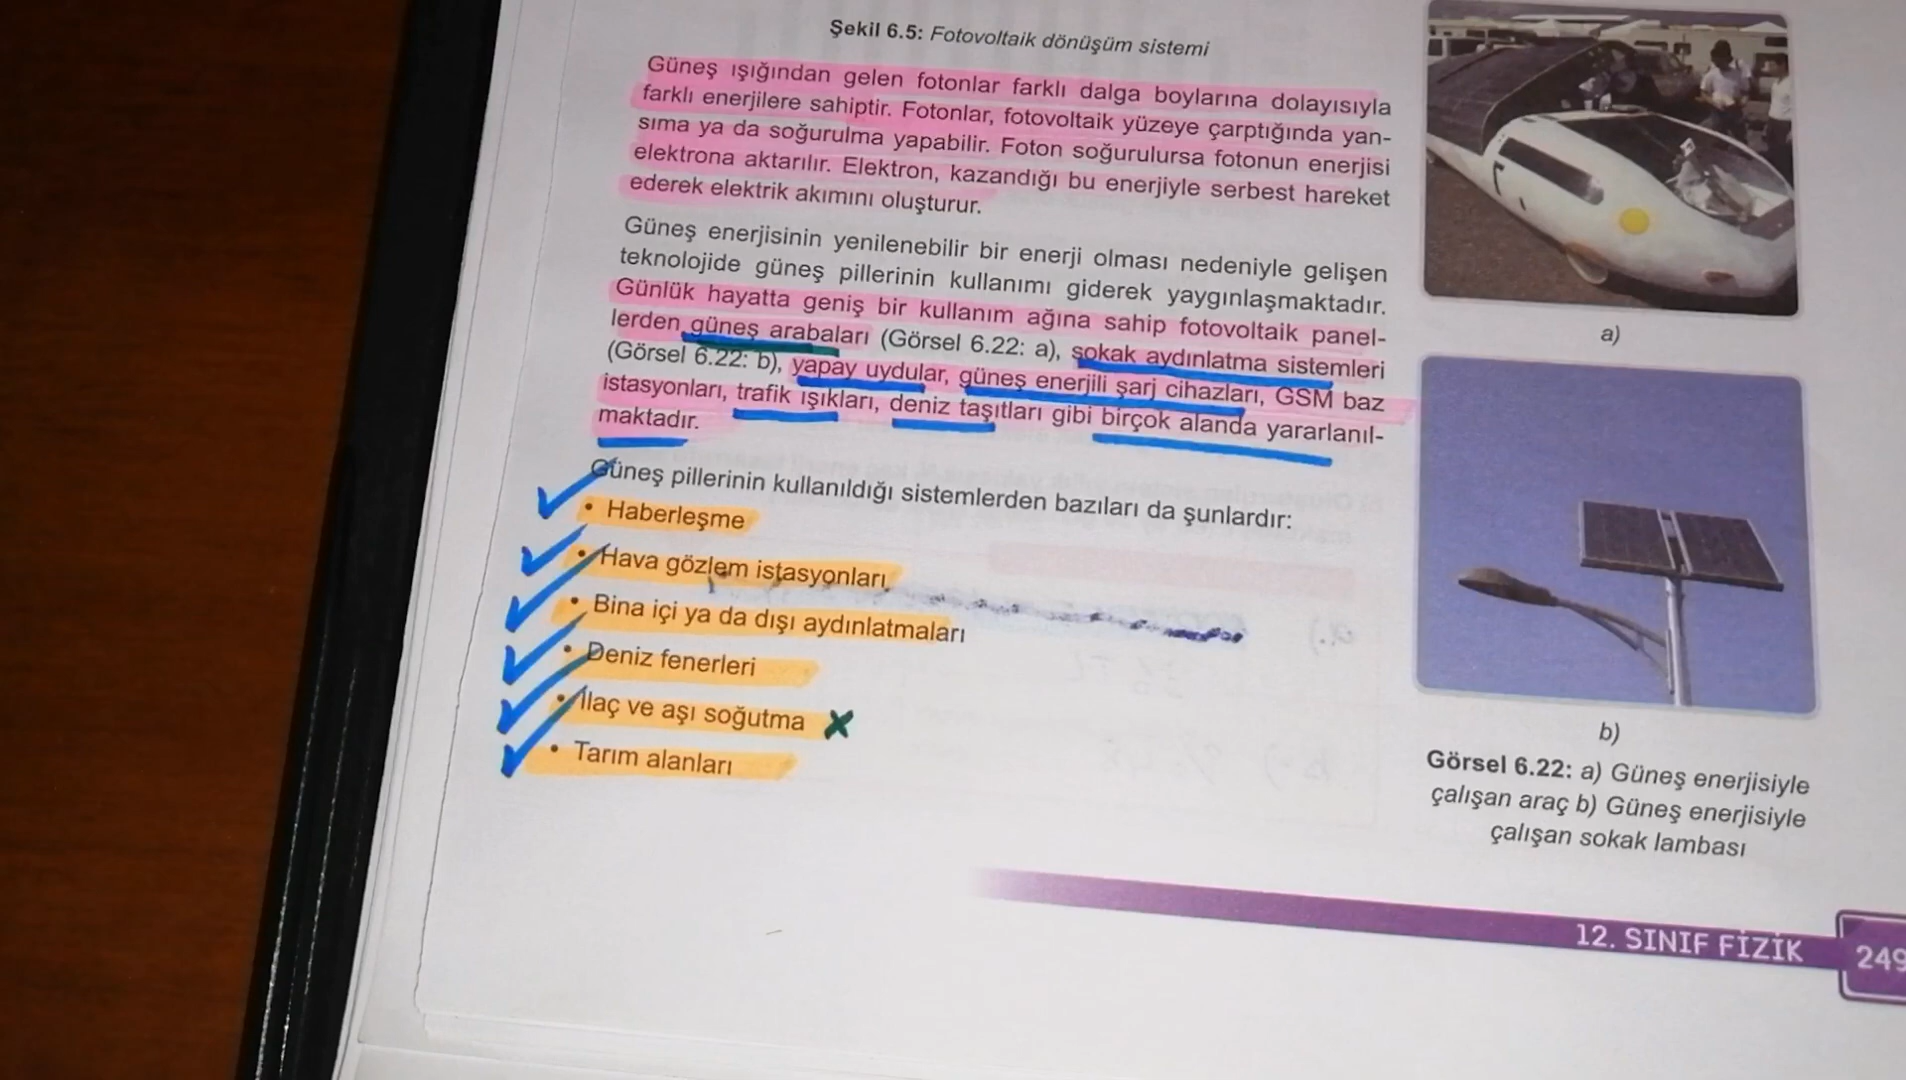 Şekil 6.5: Fotovoltaik dönüşüm sistemi
Güneş ışığından gelen fotonlar farklı dalga boylarına dolayısıyla
farklı enerjilere sahiptir. Fotonlar, fotovoltaik yüzeye çarptığında yan-
sıma ya da soğurulma yapabilir. Foton soğurulursa fotonun enerjisi
elektrona aktarılır. Elektron, kazandığı bu enerjiyle serbest hareket
ederek elektrik akımını oluşturur.
Güneş enerjisinin yenilenebilir bir enerji olması nedeniyle gelişen
teknolojide güneş pillerinin kullanımı giderek yaygınlaşmaktadır.
Günlük hayatta geniş bir kullanım ağına sahip fotovoltaik panel-
lerden güneş arabaları (Görsel 6.22: a), sokak aydınlatma sistemleri
(Görsel 6.22: b), yapay uydular, güneş enerjili şarj cihazları, GSM baz
istasyonları, trafik ışıkları, deniz taşıtları gibi birçok alanda yararlanıl-
maktadır.
Güneş pillerinin kullanıldığı sistemlerden bazıları da şunlardır:
• Haberleşme
• Hava gözlem istasyonları
• Bina içi ya da dışı aydınlatmaları
• Deniz fenerleri
• İlaç ve aşı soğutma
• Tarım alanları
a)
b)
Görsel 6.22: a) Güneş enerjisiyle
çalışan araç b) Güneş enerjisiyle
çalışan sokak lambası
12. SINIF FİZİK
249